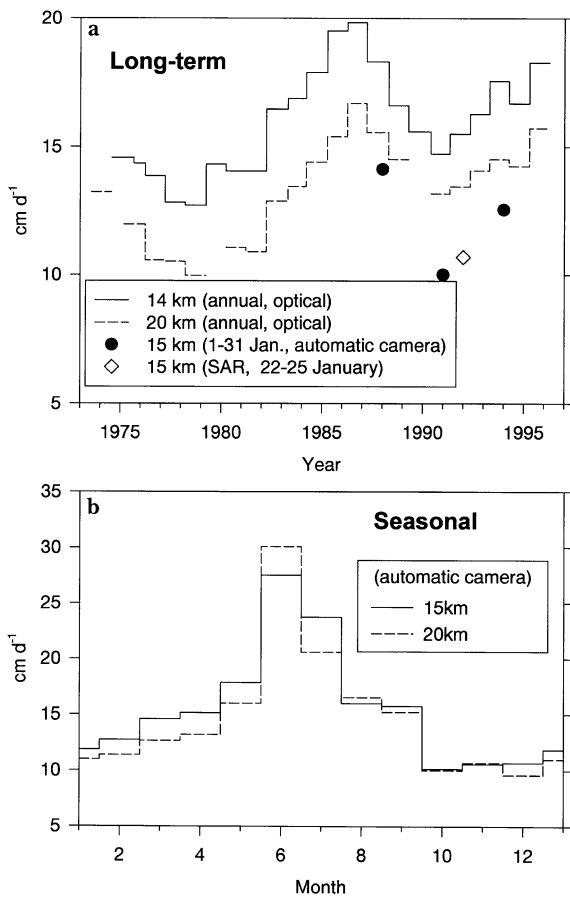 a
Long-term
20
15
10
5
cm d-1
14 km (annual, optical)
20 km (annual, optical)
15 km (1-31 Jan., automatic camera)
15 km (SAR, 22-25 January)
1975 1980 1985 1990 1995
Year
b
Seasonal
35
30
25
20
15
10
5
cm d-1
(automatic camera)
15km
20km
2 4 6 8 10 12
Month